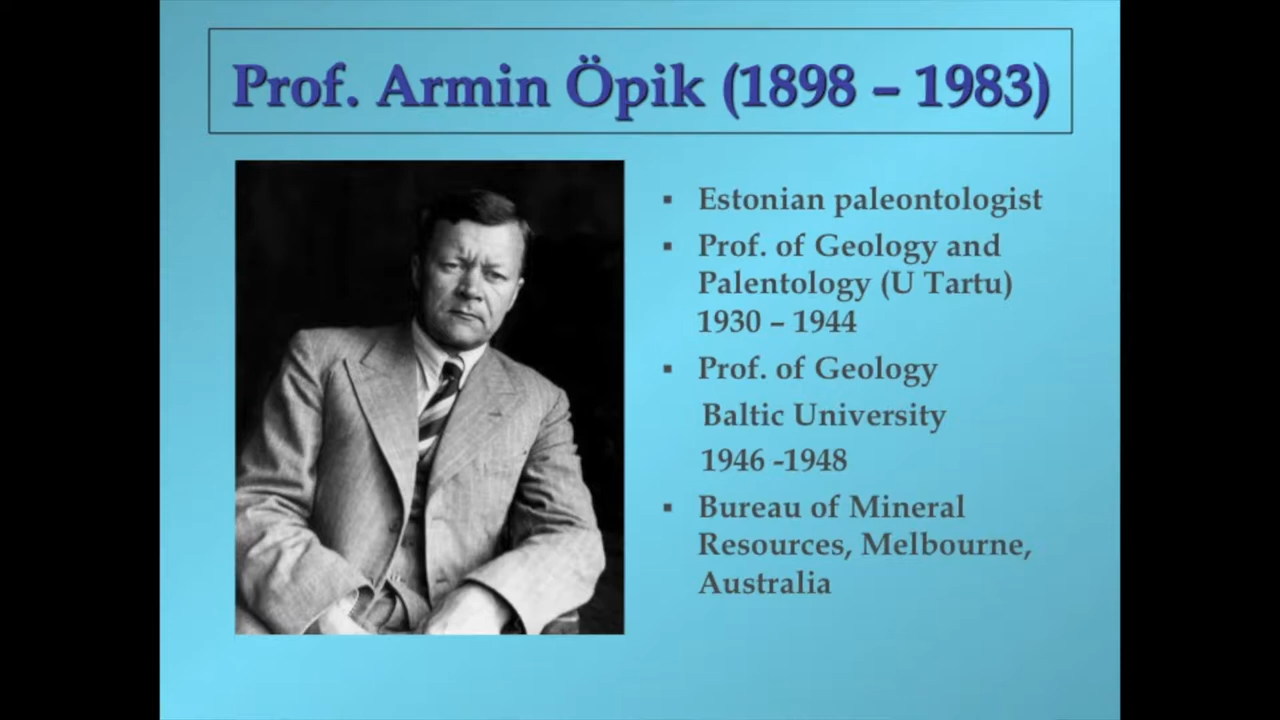 Prof. Armin Öpik (1898 – 1983)
▪ Estonian paleontologist
▪ Prof. of Geology and
Palentology (U Tartu)
1930 – 1944
▪ Prof. of Geology
Baltic University
1946 -1948
▪ Bureau of Mineral
Resources, Melbourne,
Australia